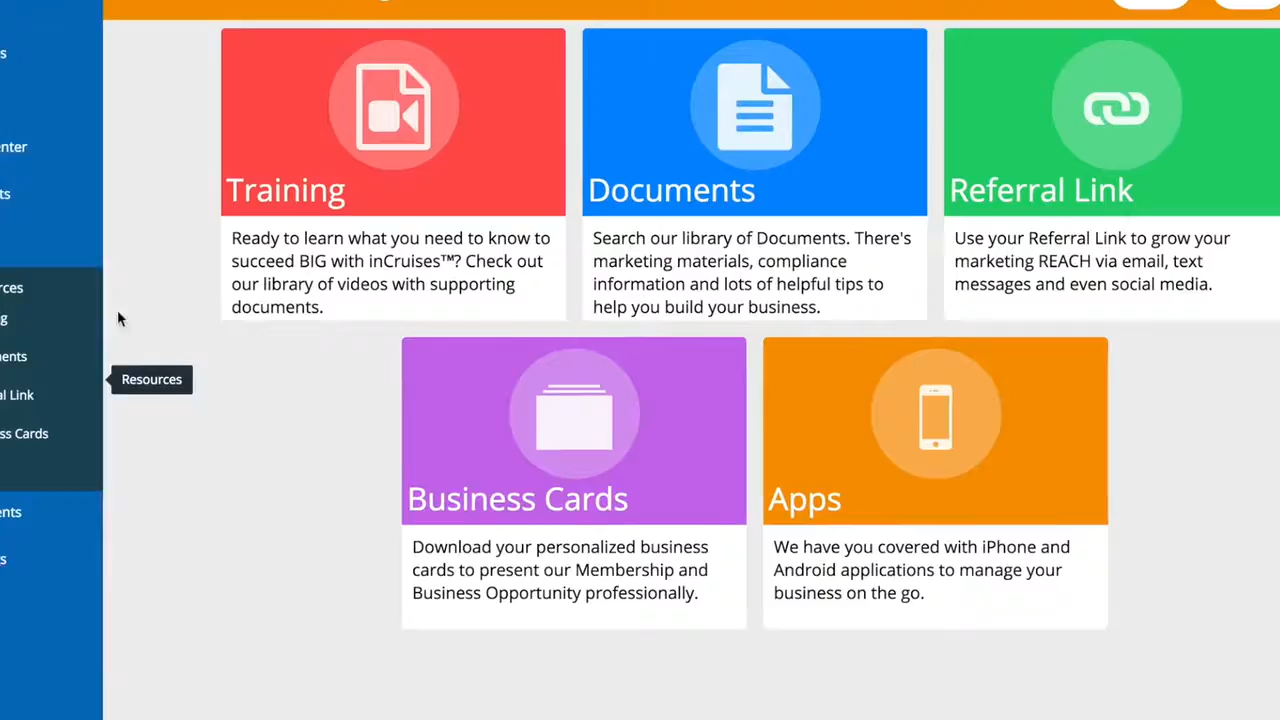 Training
Ready to learn what you need to know to
succeed BIG with inCruises™? Check out
our library of videos with supporting
documents.
Documents
Search our library of Documents. There's
marketing materials, compliance
information and lots of helpful tips to
help you build your business.
Referral Link
Use your Referral Link to grow your
marketing REACH via email, text
messages and even social media.
Resources
al Link
ss Cards
Business Cards
Download your personalized business
cards to present our Membership and
Business Opportunity professionally.
Apps
We have you covered with iPhone and
Android applications to manage your
business on the go.